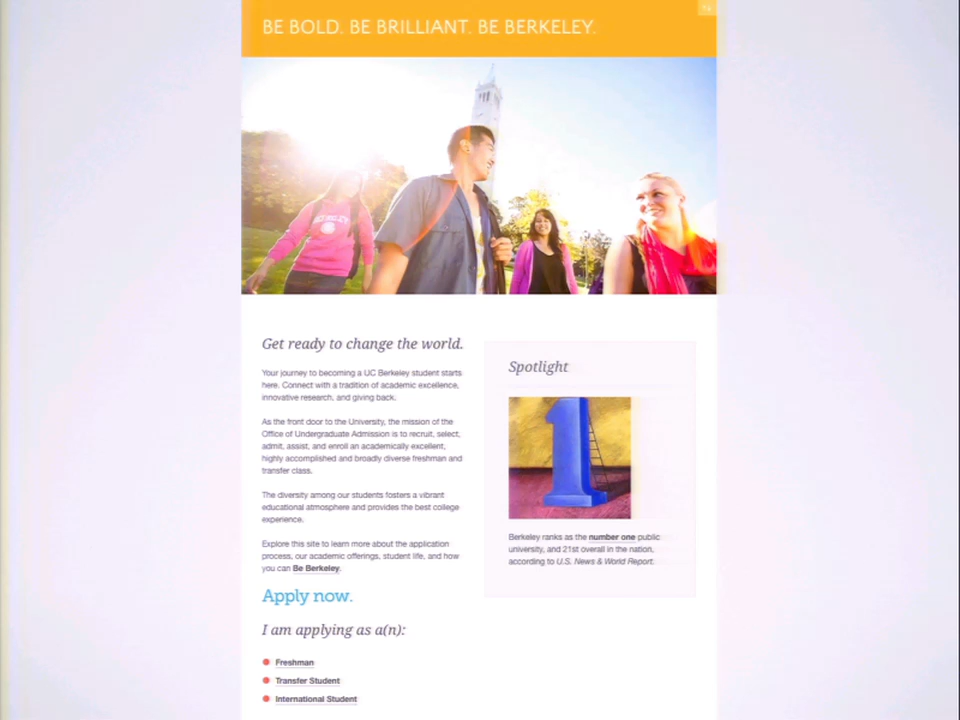 BE BOLD. BE BRILLIANT. BE BERKELEY.
Get ready to change the world.
Your journey to becoming a UC Berkeley student starts
here. Connect with a tradition of academic excellence,
innovative research, and giving back.
As the front door to the University, the mission of the
Office of Undergraduate Admission is to recruit, select,
admit, assist, and enroll an academically excellent,
highly accomplished and broadly diverse freshman and
transfer class.
The diversity among our students fosters a vibrant
educational atmosphere and provides the best college
experience.
Explore this site to learn more about the application
process, our academic offerings, student life, and how
you can Be Berkeley.
Apply now.
I am applying as a(n):
Freshman
Transfer Student
International Student
Spotlight
1
Berkeley ranks as the number one public
university, and 21st overall in the nation,
according to U.S. News & World Report.